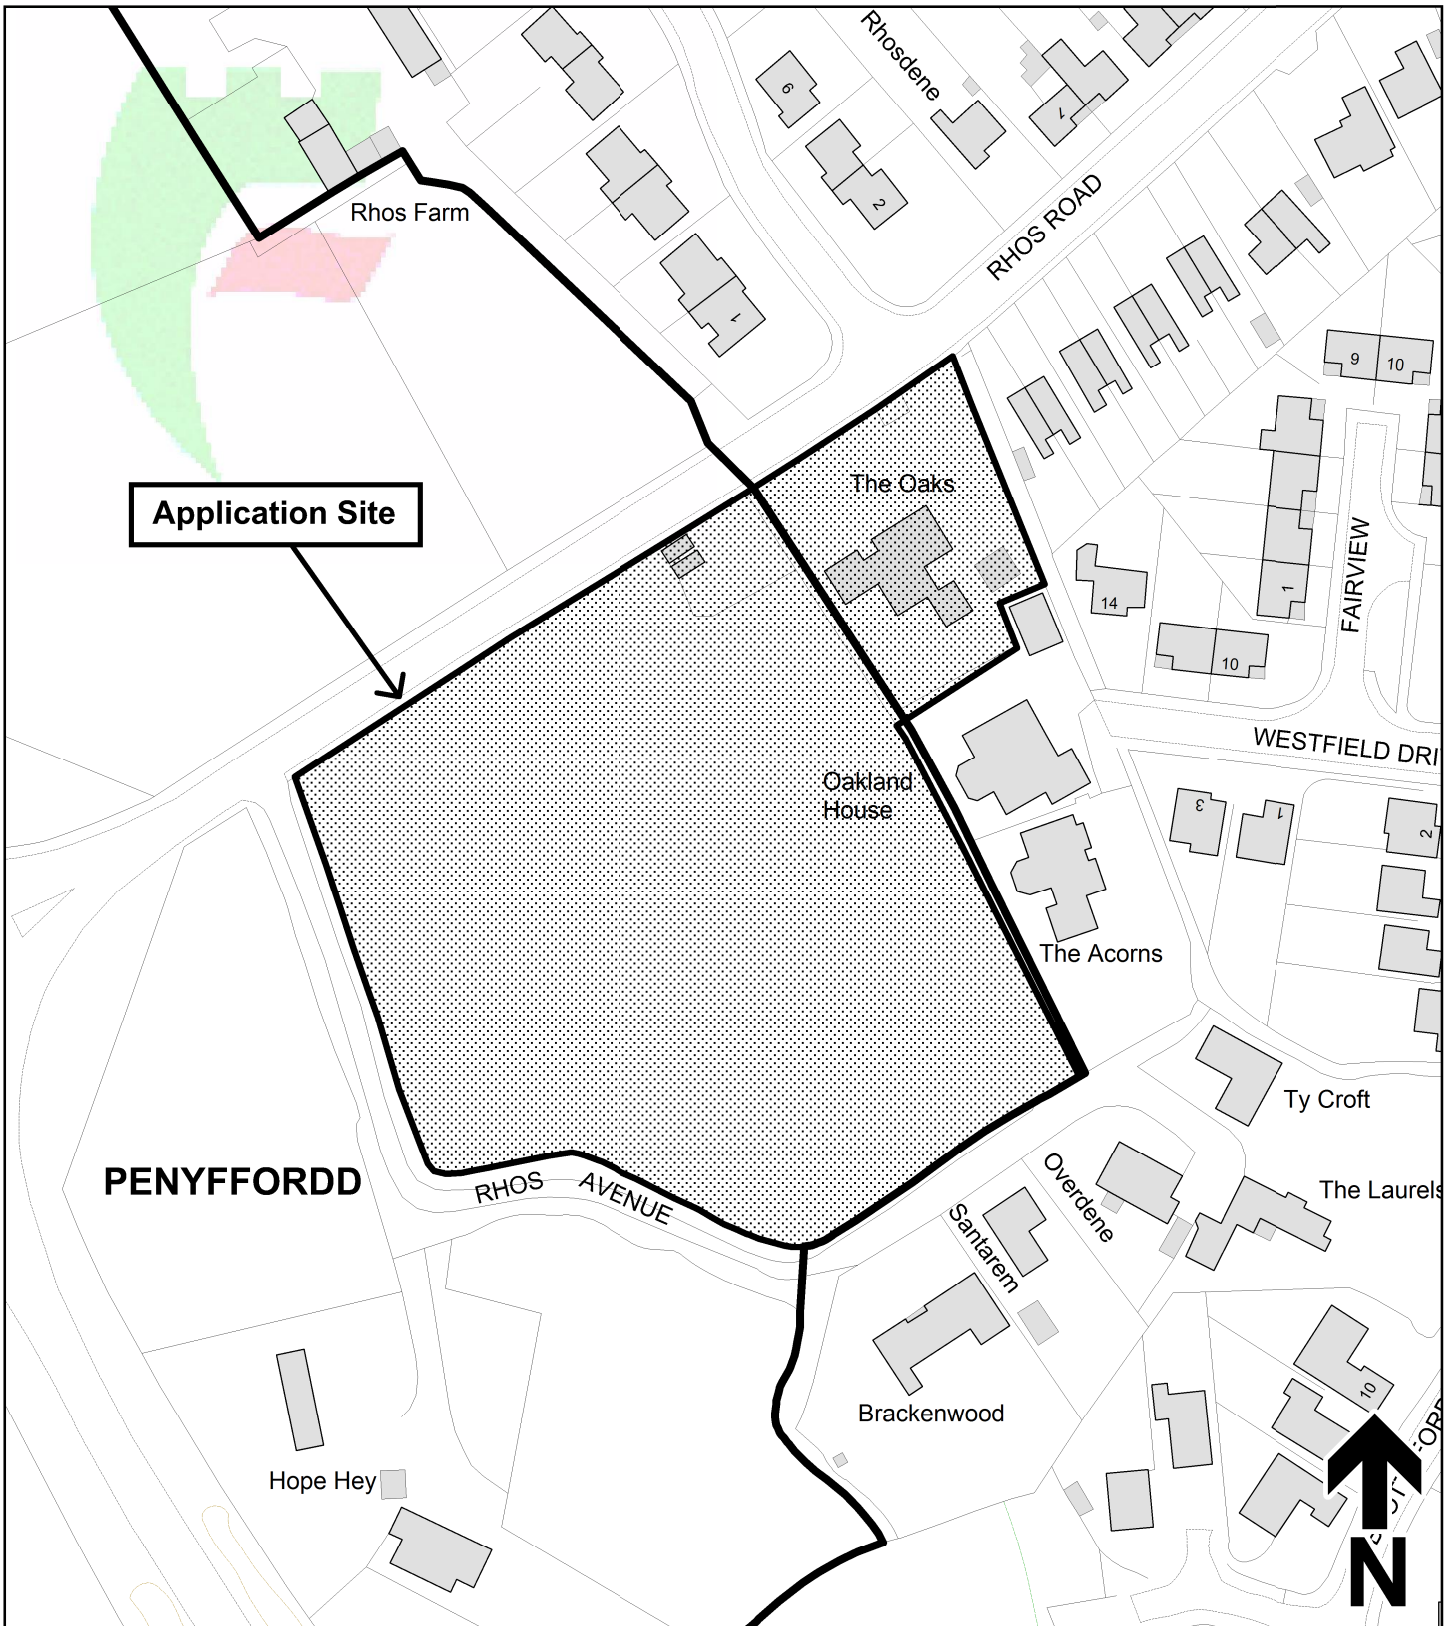 Rhosdene
6
7
2
RHOS ROAD
Rhos Farm
1
9
10
The Oaks
Application Site
FAIRVIEW
14
1
10
WESTFIELD DRI
Oakland
House
3
1
2
The Acorns
Ty Croft
PENYFFORDD
RHOS AVENUE
Overdene
The Laurels
Santarem
10
Brackenwood
Hope Hey
N